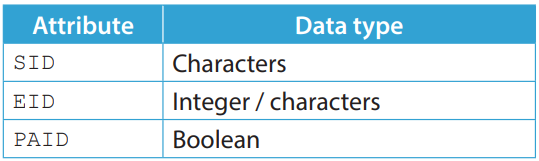 Attribute Data type
SID Characters
EID Integer / characters
PAID Boolean